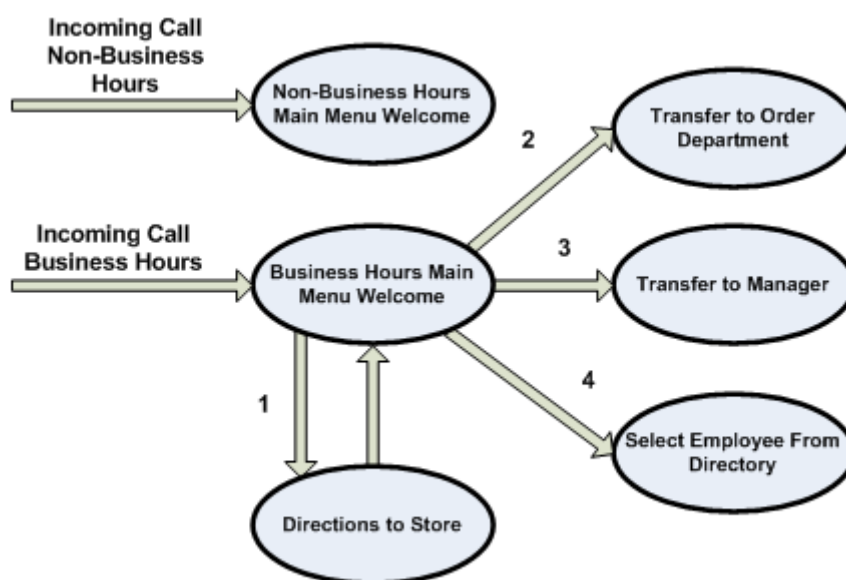 Incoming Call
Non-Business
Hours
Non-Business Hours
Main Menu Welcome
2
Transfer to Order
Department
Incoming Call
Business Hours
Business Hours Main
Menu Welcome
3
Transfer to Manager
1
4
Select Employee From
Directory
Directions to Store